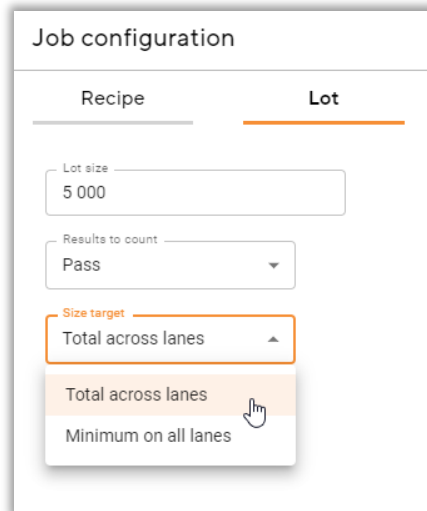 Job configuration
Recipe Lot
Lot size
5 000
Results to count
Pass
Size target
Total across lanes
Total across lanes
Minimum on all lanes